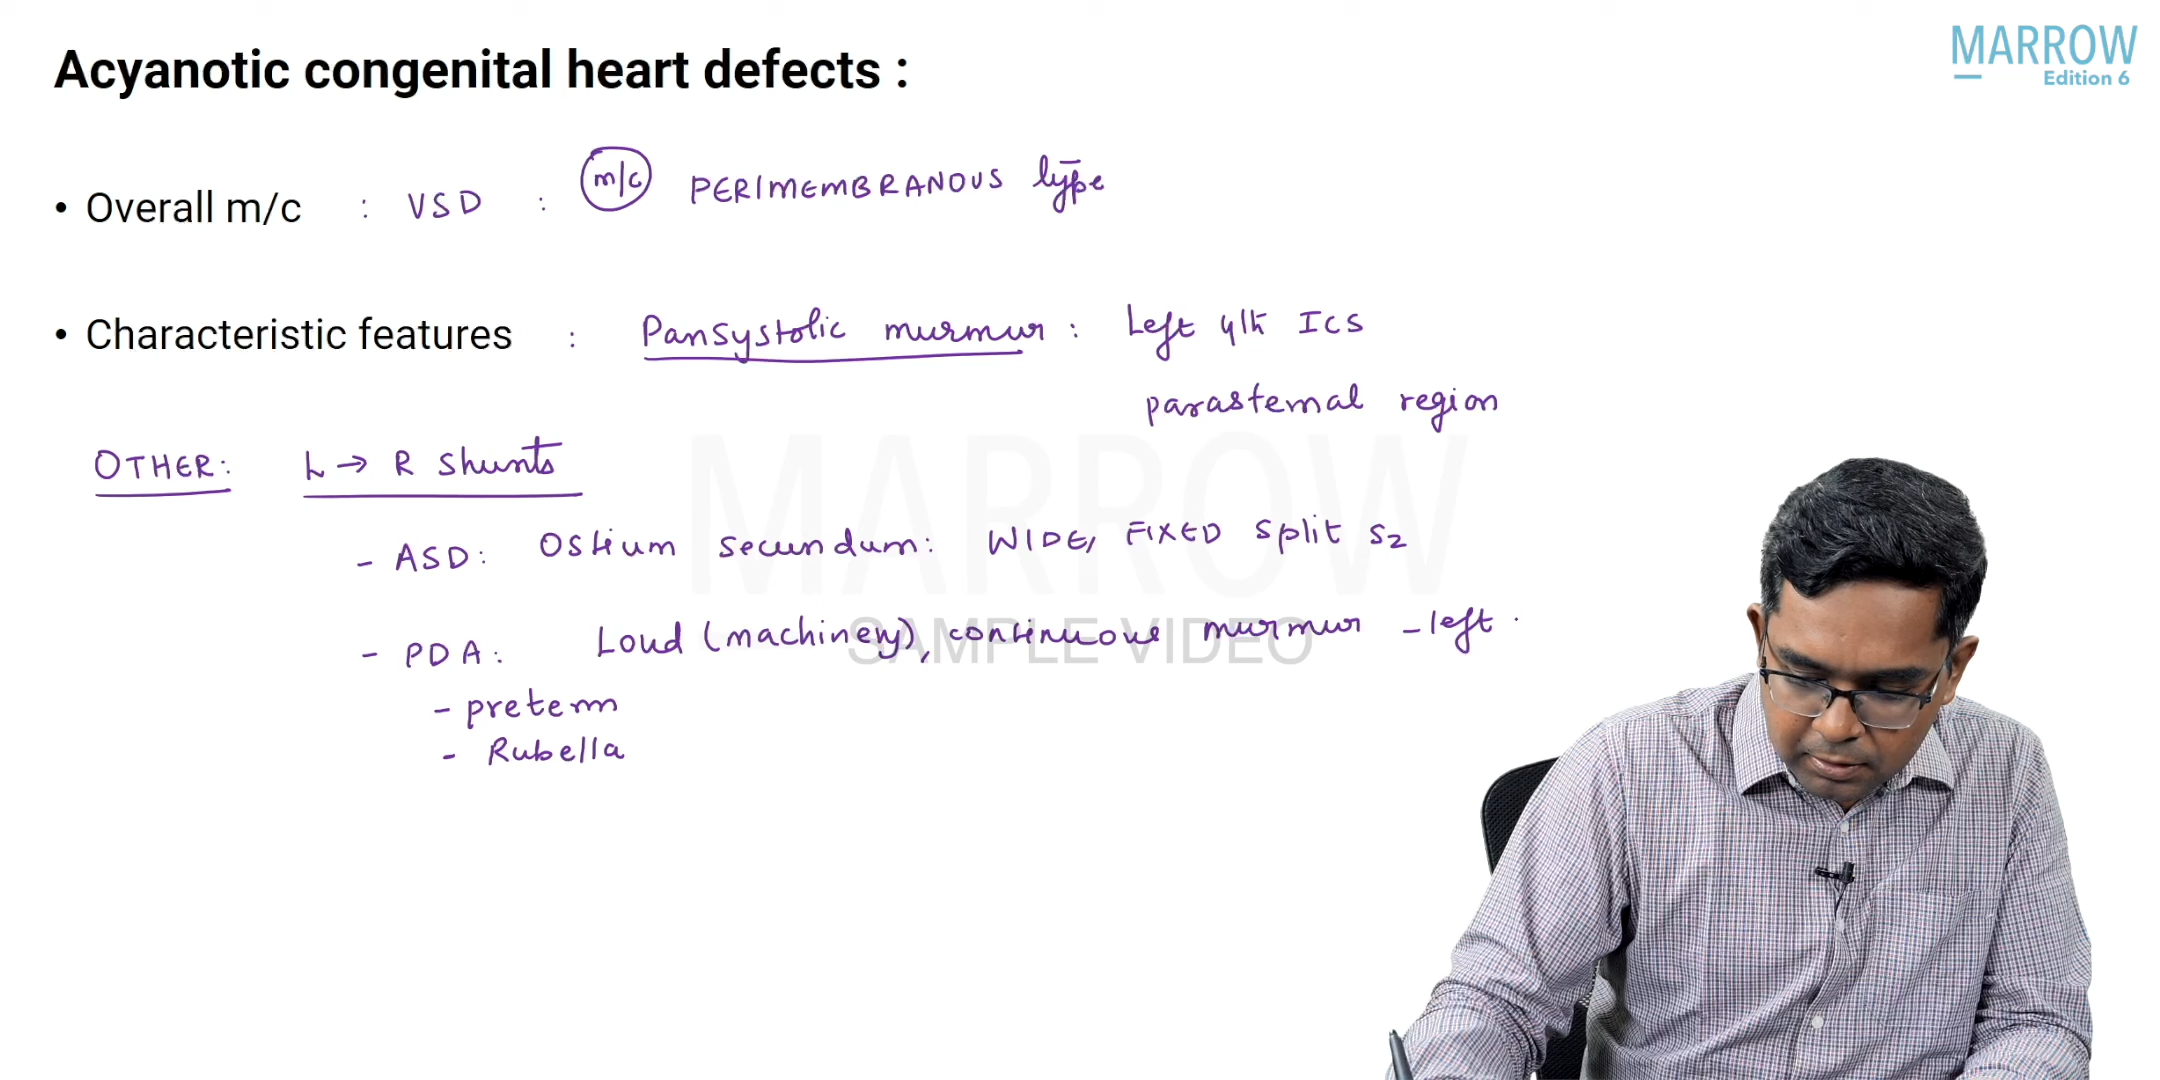 Acyanotic congenital heart defects :
MARROW
Edition 6
• Overall m/c : VSD : m/c PERIMEMBRANOUS type
• Characteristic features : Pansystolic murmur : Left 4th ICS
parasternal region
OTHER: L → R shunts
- ASD: Ostium secundum: WIDE, FIXED split S2
- PDA: Loud (machinery), continuous murmur - left
- preterm
- Rubella
MARROW
SAMPLE VIDEO